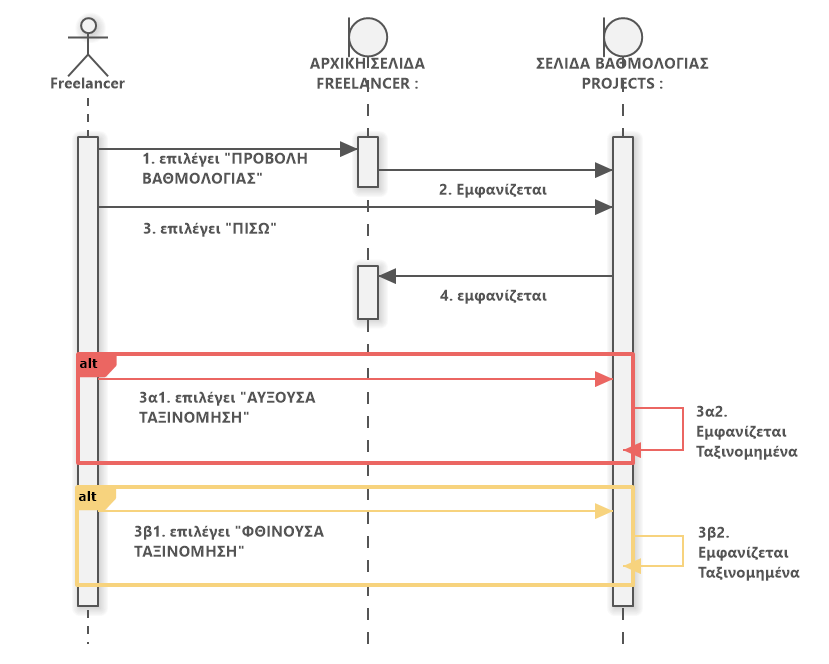 Freelancer
ΑΡΧΙΚΗ ΣΕΛΙΔΑ
FREELANCER :
ΣΕΛΙΔΑ ΒΑΘΜΟΛΟΓΙΑΣ
PROJECTS :
1. επιλέγει "ΠΡΟΒΟΛΗ
ΒΑΘΜΟΛΟΓΙΑΣ"
2. Εμφανίζεται
3. επιλέγει "ΠΙΣΩ"
4. εμφανίζεται
alt
3α1. επιλέγει "ΑΥΞΟΥΣΑ
ΤΑΞΙΝΟΜΗΣΗ"
3α2.
Εμφανίζεται
Ταξινομημένα
alt
3β1. επιλέγει "ΦΘΙΝΟΥΣΑ
ΤΑΞΙΝΟΜΗΣΗ"
3β2.
Εμφανίζεται
Ταξινομημένα